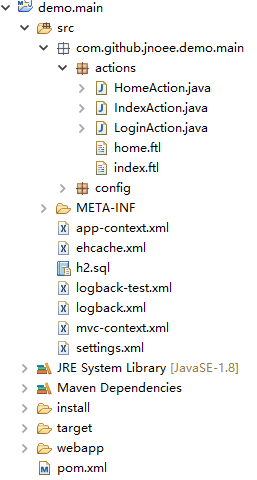 demo.main
src
com.github.jnoee.demo.main
actions
HomeAction.java
IndexAction.java
LoginAction.java
home.ftl
index.ftl
config
META-INF
app-context.xml
ehcache.xml
h2.sql
logback-test.xml
logback.xml
mvc-context.xml
settings.xml
JRE System Library [JavaSE-1.8]
Maven Dependencies
install
target
webapp
pom.xml